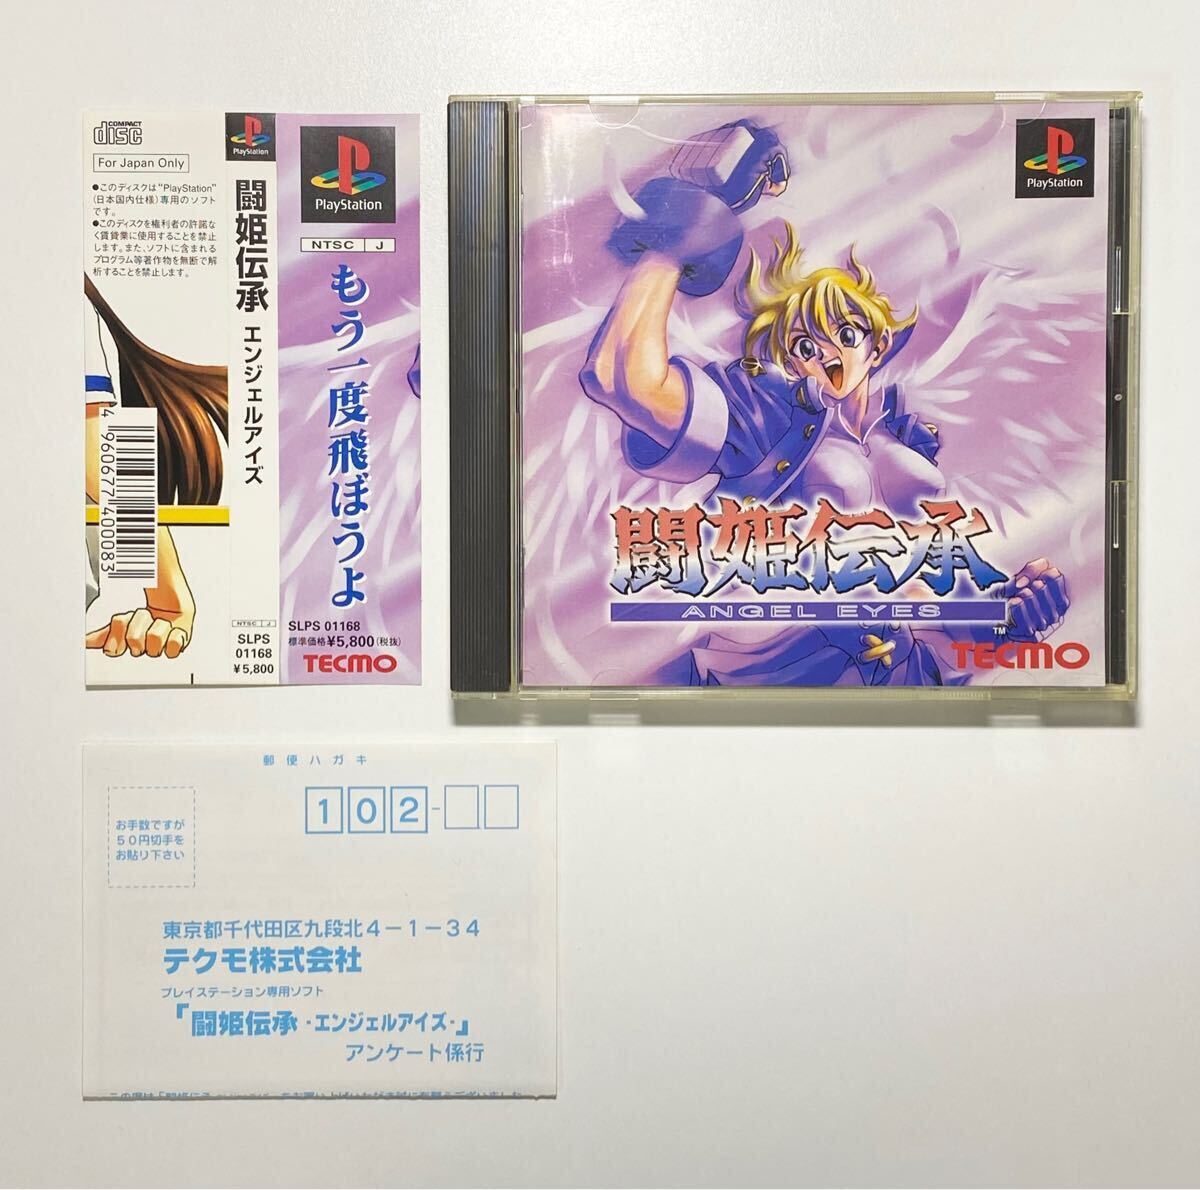 COMPACT
disc
For Japan Only
●このディスクは"PlayStation"
(日本国内仕様)専用のソフト
です。
●このディスクを権利者の許諾な
く賃貸業に使用することを禁止
します。また、ソフトに含まれる
プログラム等著作物を無断で解
析することを禁止します。
4 960677 400083
PlayStation
闘姫伝承 エンジェルアイズ
NTSC J
SLPS
01168
¥5,800
PlayStation
NTSC J
もう一度飛ぼうよ
SLPS 01168
標準価格¥5,800(税抜)
TECMO
PlayStation
闘姫伝承
ANGEL EYES
TM
TECMO
郵便ハガキ
お手数ですが
50円切手を
お貼り下さい
102-
東京都千代田区九段北4-1-34
テクモ株式会社
プレイステーション専用ソフト
「闘姫伝承 -エンジェルアイズ-」
アンケート係行